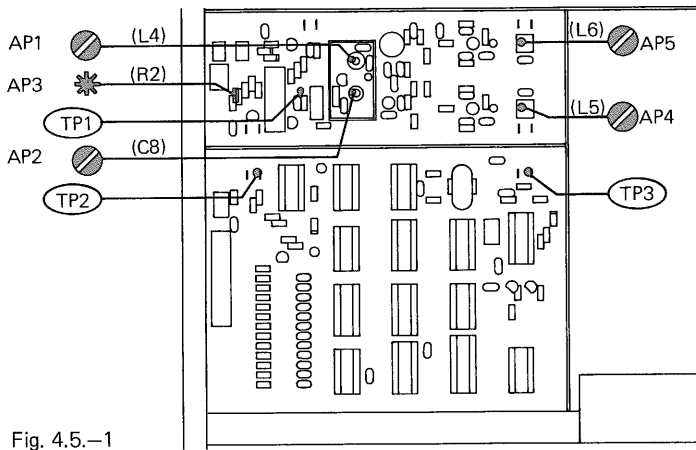 AP1 (L4) (L6) AP5
AP3 (R2)
TP1 (L5) AP4
AP2 (C8)
TP2 TP3
Fig. 4.5.—1